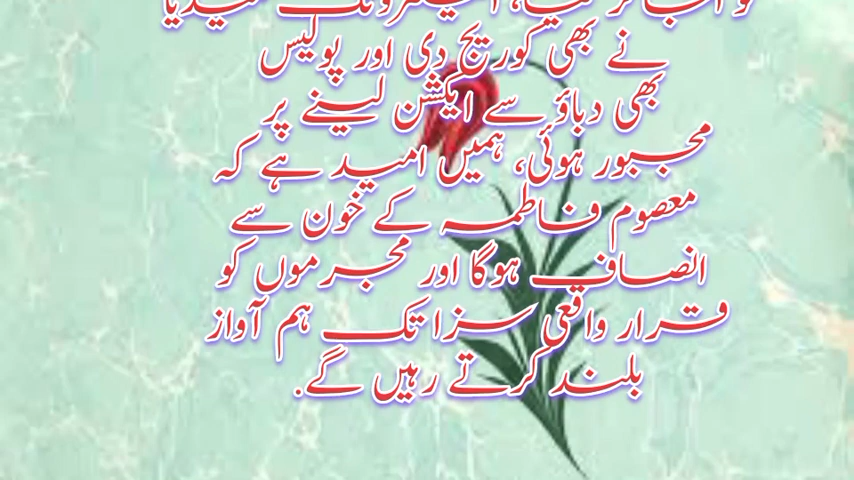 نے بھی کوریج دی اور پولیس
بھی دباؤ سے ایکشن لینے پر
مجبور ہوئی، ہمیں امید ہے کہ
معصوم فاطمہ کے خون سے
انصاف ہوگا اور مجرموں کو
قرار واقعی سزا تک ہم آواز
بلند کرتے رہیں گے.